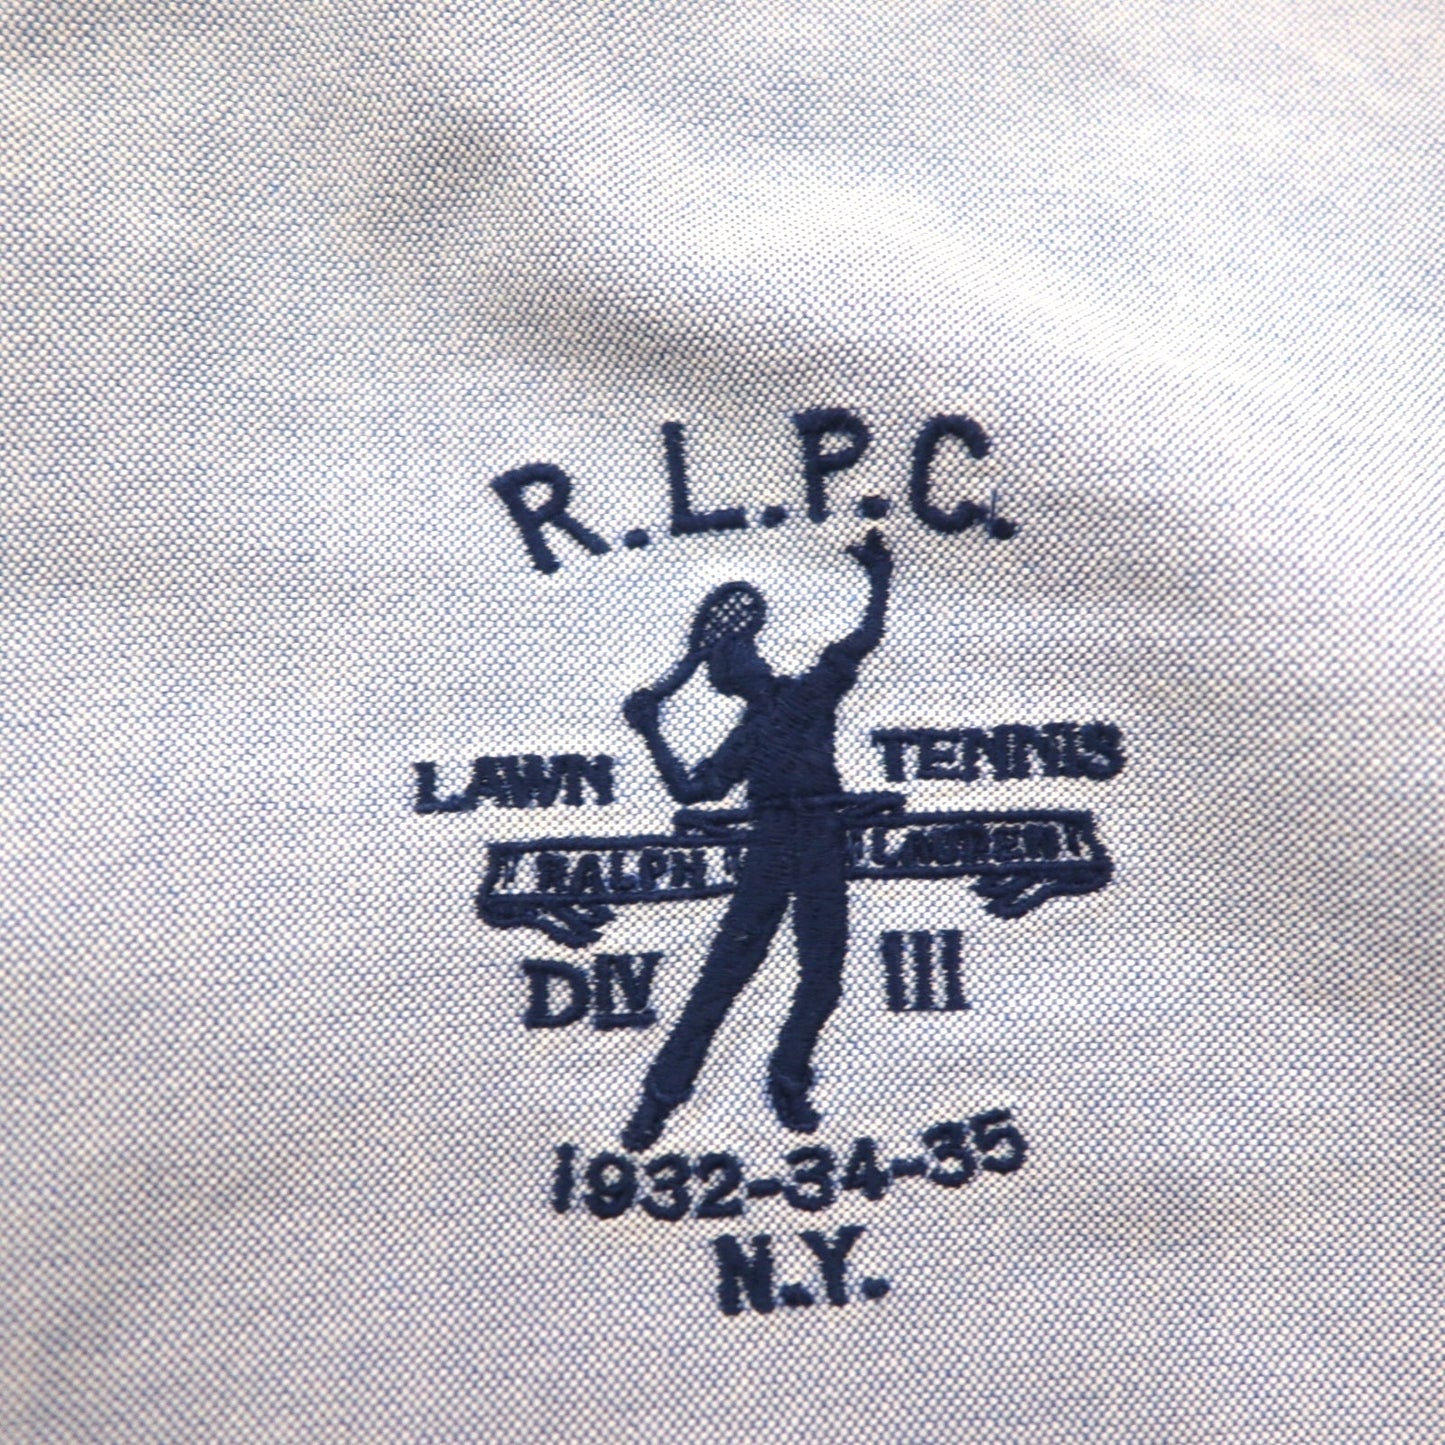 R.L.P.C.
LAWN TENNIS
RALPH LAUREN
DIV III
1932-34-35
N.Y.